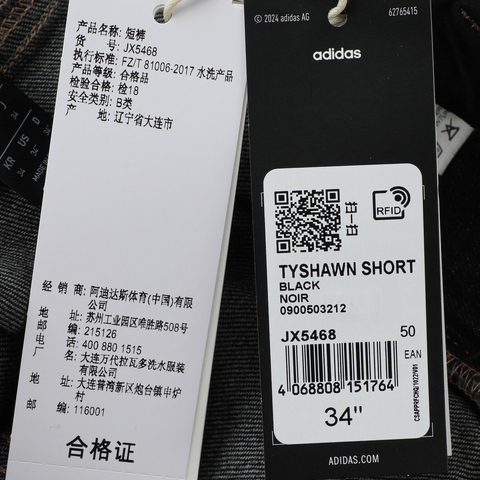 产品名称: 短裤
货 号: JX5468
执行标准: FZ/T 81006-2017 水洗产品
产品等级: 合格品
检验合格: 检18
安全类别: B类
产 地: 辽宁省大连市
经 销 商: 阿迪达斯体育(中国)有限
公司
地 址: 苏州工业园区唯胜路508号
邮 编: 215126
电 话: 400 880 1515
厂 名: 大连万代拉瓦多洗水服装
有限公司
地 址: 大连普湾新区炮台镇申炉
村
邮 编: 116001
合格证
© 2024 adidas AG
62765415
adidas
RFID
TYSHAWN SHORT
BLACK
NOIR
0900503212
JX5468
50
EAN
4 068808 151764
34"
ADIDAS.COM
KR
US
D
34
34"
MADE IN